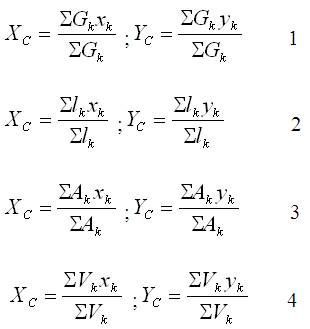 X_C = ΣG_k x_k / ΣG_k ; Y_C = ΣG_k y_k / ΣG_k 1
X_C = Σl_k x_k / Σl_k ; Y_C = Σl_k y_k / Σl_k 2
X_C = ΣA_k x_k / ΣA_k ; Y_C = ΣA_k y_k / ΣA_k 3
X_C = ΣV_k x_k / ΣV_k ; Y_C = ΣV_k y_k / ΣV_k 4